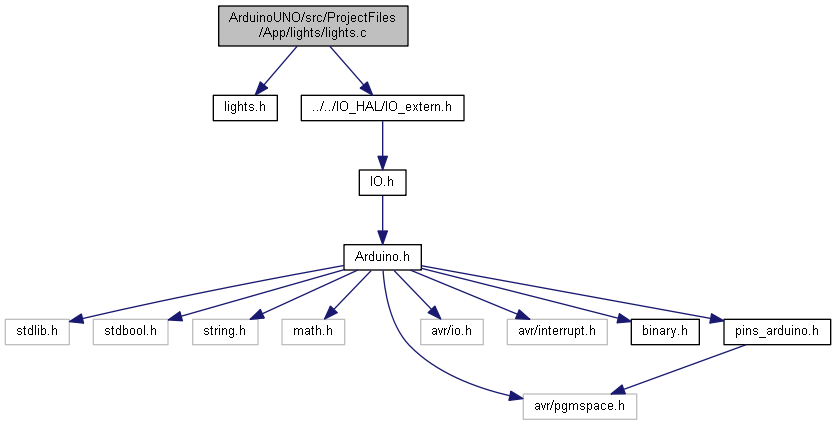 ArduinoUNO/src/ProjectFiles
/App/lights/lights.c
lights.h
../../IO_HAL/IO_extern.h
IO.h
Arduino.h
stdlib.h
stdbool.h
string.h
math.h
avr/io.h
avr/interrupt.h
binary.h
pins_arduino.h
avr/pgmspace.h